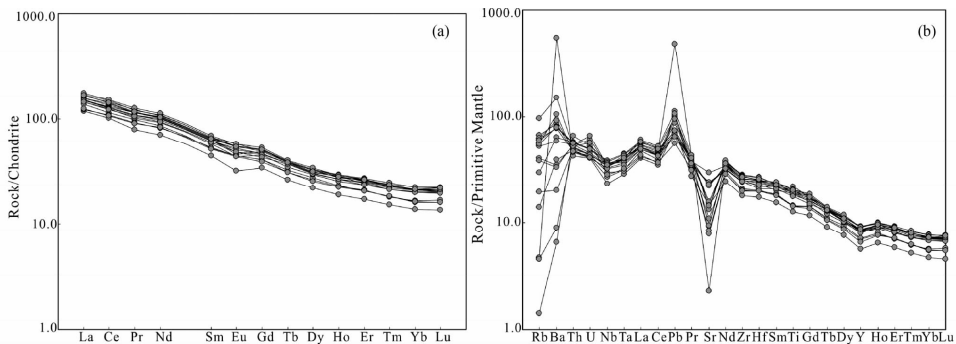 (a)
Rock/Chondrite
1000.0
100.0
10.0
1.0
La Ce Pr Nd Sm Eu Gd Tb Dy Ho Er Tm Yb Lu
(b)
Rock/Primitive Mantle
1000.0
100.0
10.0
1.0
Rb Ba Th U Nb Ta La Ce Pb Pr Sr Nd Zr Hf Sm Ti Gd Tb Dy Y Ho Er Tm Yb Lu